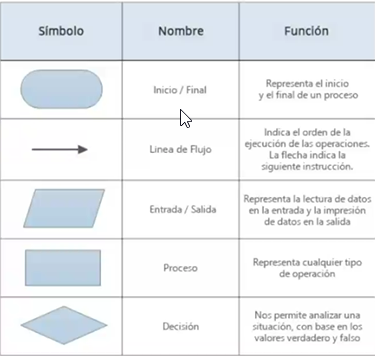 Símbolo Nombre Función
Inicio / Final
Representa el inicio
y el final de un proceso
Linea de Flujo
Indica el orden de la
ejecución de las operaciones.
La flecha indica la
siguiente instrucción.
Entrada / Salida
Representa la lectura de datos
en la entrada y la impresión
de datos en la salida
Proceso
Representa cualquier tipo
de operación
Decisión
Nos permite analizar una
situación, con base en los
valores verdadero y falso